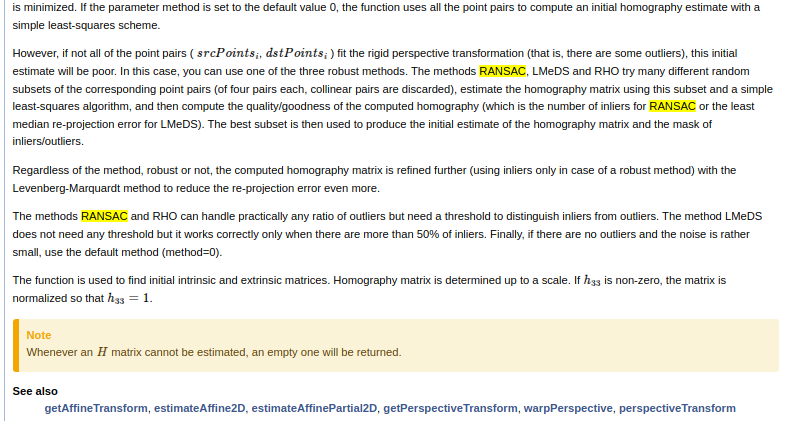 is minimized. If the parameter method is set to the default value 0, the function uses all the point pairs to compute an initial homography estimate with a
simple least-squares scheme.
However, if not all of the point pairs ( srcPointsᵢ, dstPointsᵢ ) fit the rigid perspective transformation (that is, there are some outliers), this initial
estimate will be poor. In this case, you can use one of the three robust methods. The methods RANSAC, LMeDS and RHO try many different random
subsets of the corresponding point pairs (of four pairs each, collinear pairs are discarded), estimate the homography matrix using this subset and a simple
least-squares algorithm, and then compute the quality/goodness of the computed homography (which is the number of inliers for RANSAC or the least
median re-projection error for LMeDS). The best subset is then used to produce the initial estimate of the homography matrix and the mask of
inliers/outliers.
Regardless of the method, robust or not, the computed homography matrix is refined further (using inliers only in case of a robust method) with the
Levenberg-Marquardt method to reduce the re-projection error even more.
The methods RANSAC and RHO can handle practically any ratio of outliers but need a threshold to distinguish inliers from outliers. The method LMeDS
does not need any threshold but it works correctly only when there are more than 50% of inliers. Finally, if there are no outliers and the noise is rather
small, use the default method (method=0).
The function is used to find initial intrinsic and extrinsic matrices. Homography matrix is determined up to a scale. If h₃₃ is non-zero, the matrix is
normalized so that h₃₃ = 1.
Note
Whenever an H matrix cannot be estimated, an empty one will be returned.
See also
getAffineTransform, estimateAffine2D, estimateAffinePartial2D, getPerspectiveTransform, warpPerspective, perspectiveTransform